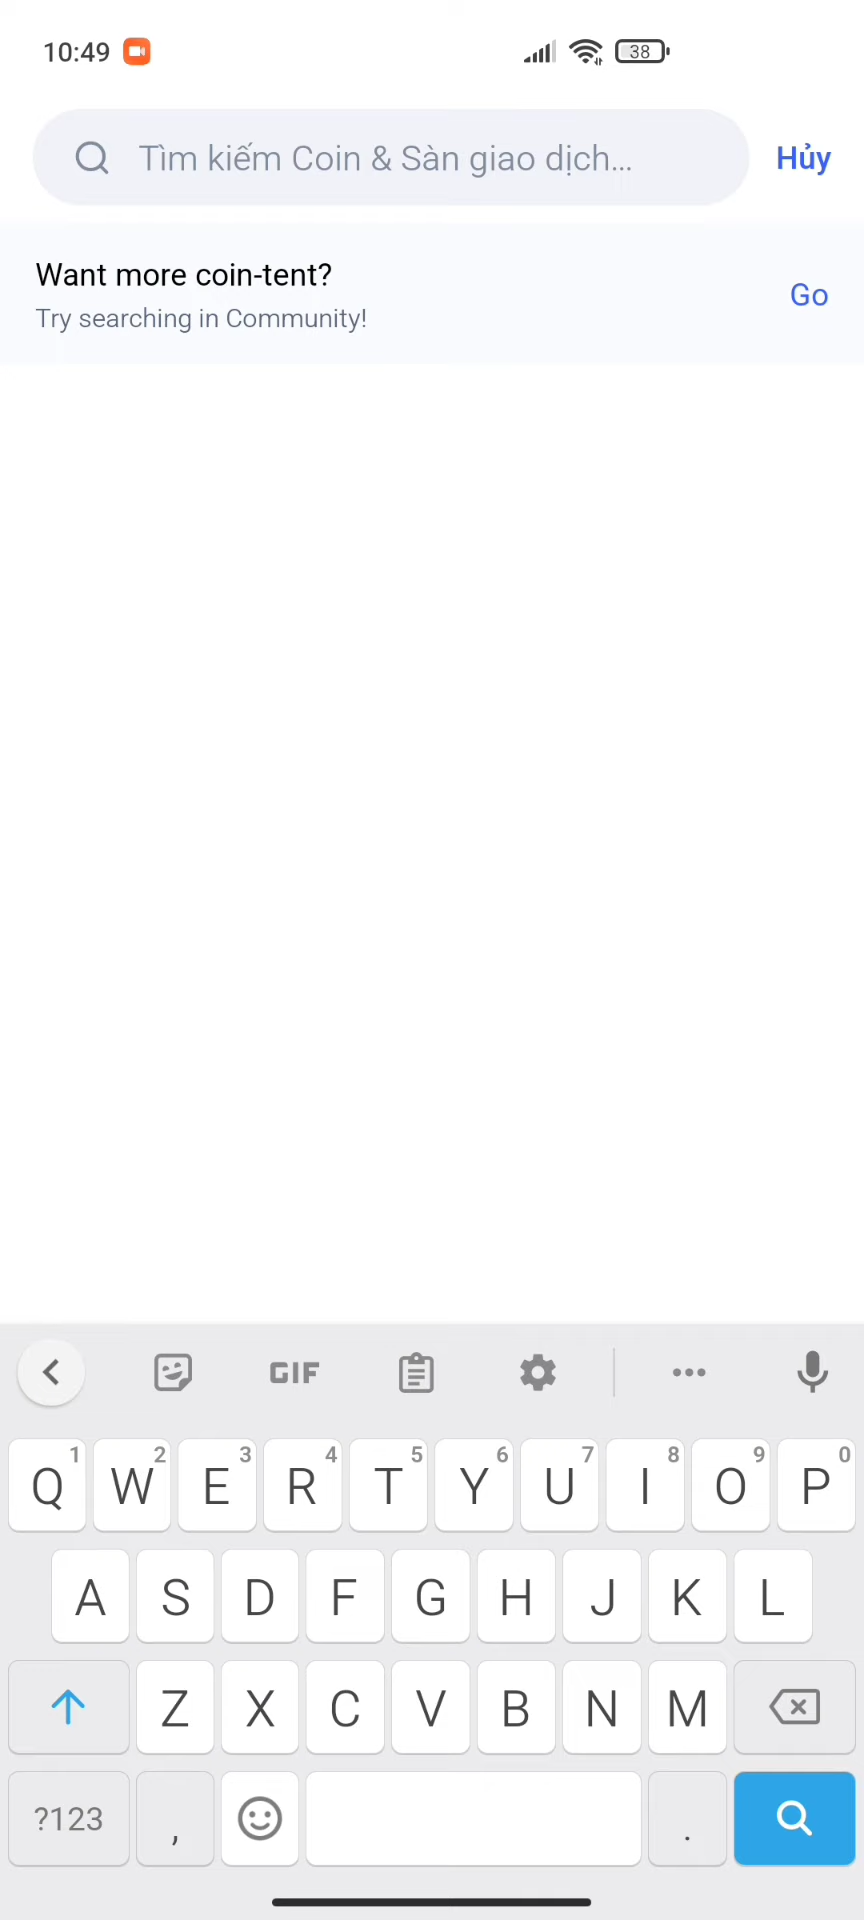 10:49
38
Tìm kiếm Coin & Sàn giao dịch...
Hủy
Want more coin-tent?
Go
Try searching in Community!
GIF
Q 1 W 2 E 3 R 4 T 5 Y 6 U 7 I 8 O 9 P 0
A S D F G H J K L
Z X C V B N M
?123 , .